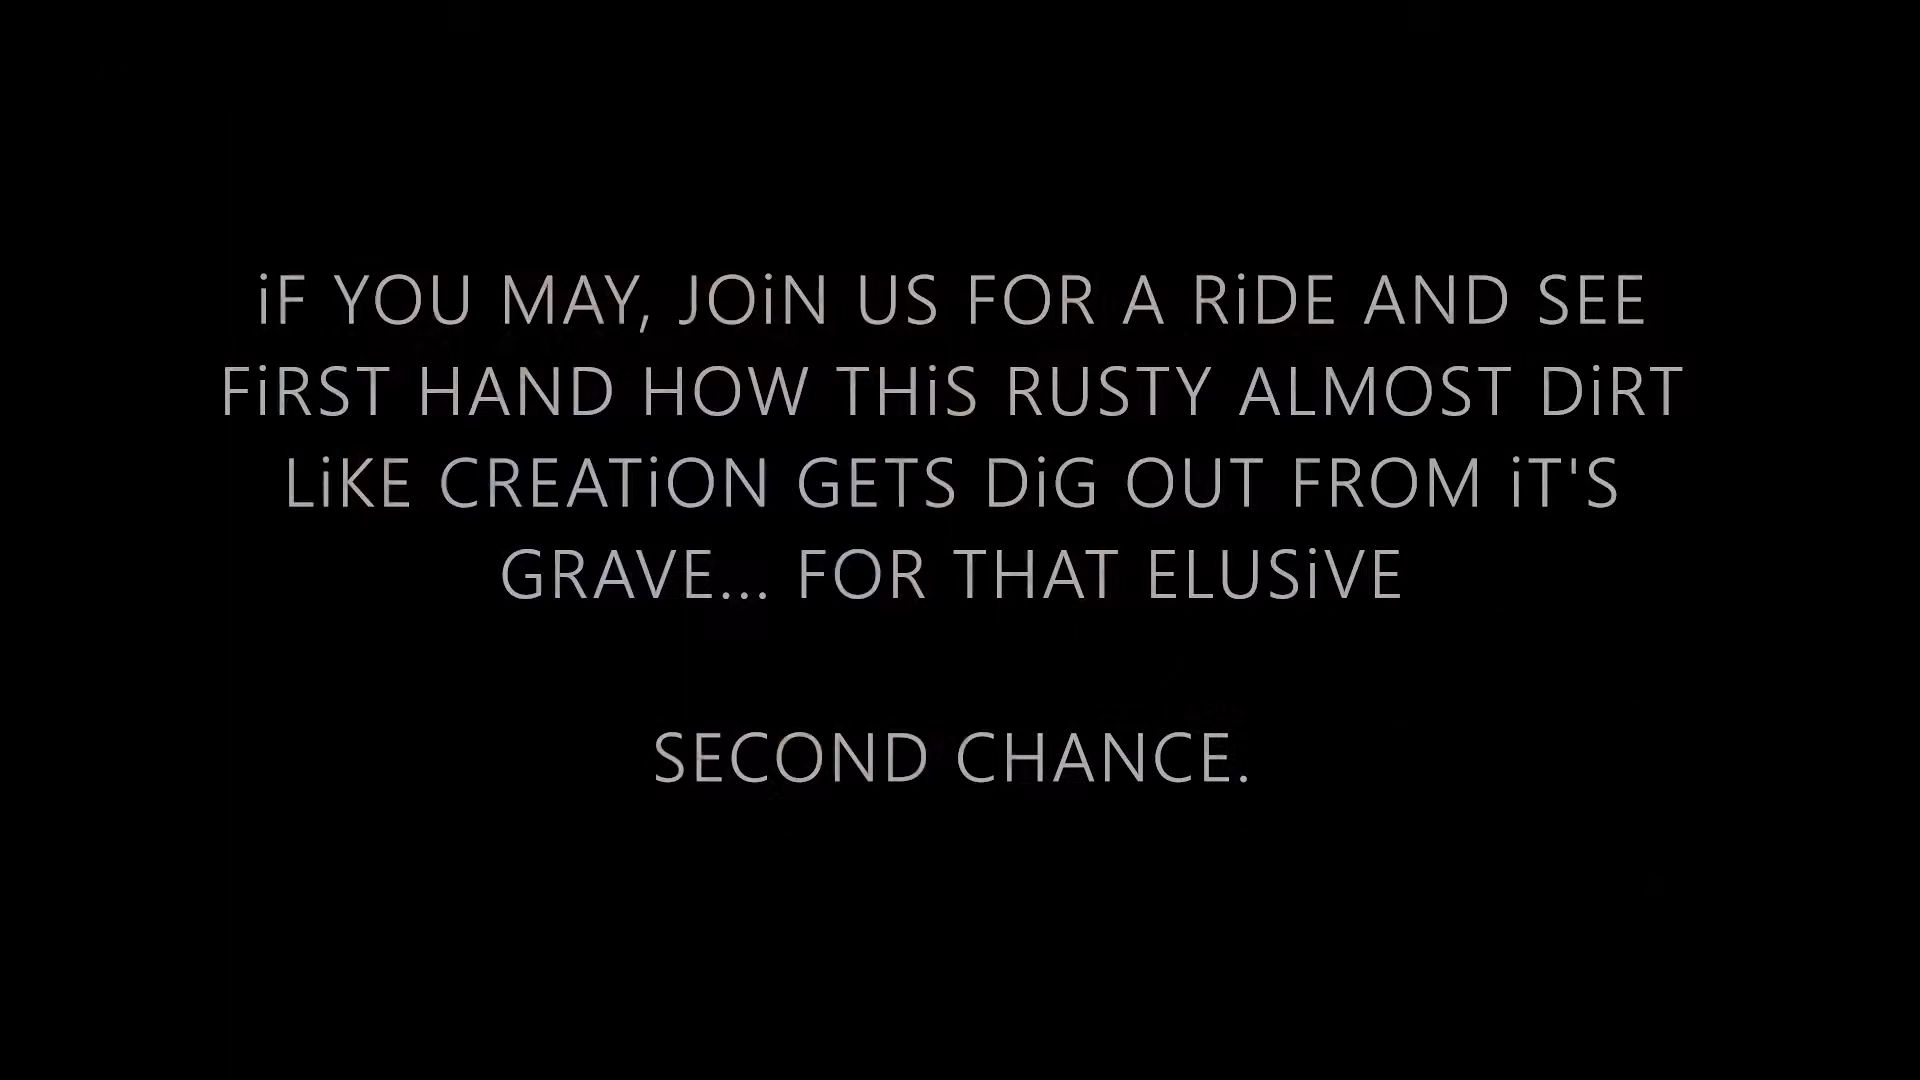 iF YOU MAY, JOiN US FOR A RiDE AND SEE
FiRST HAND HOW THiS RUSTY ALMOST DiRT
LiKE CREATiON GETS DiG OUT FROM iT'S
GRAVE... FOR THAT ELUSiVE
SECOND CHANCE.